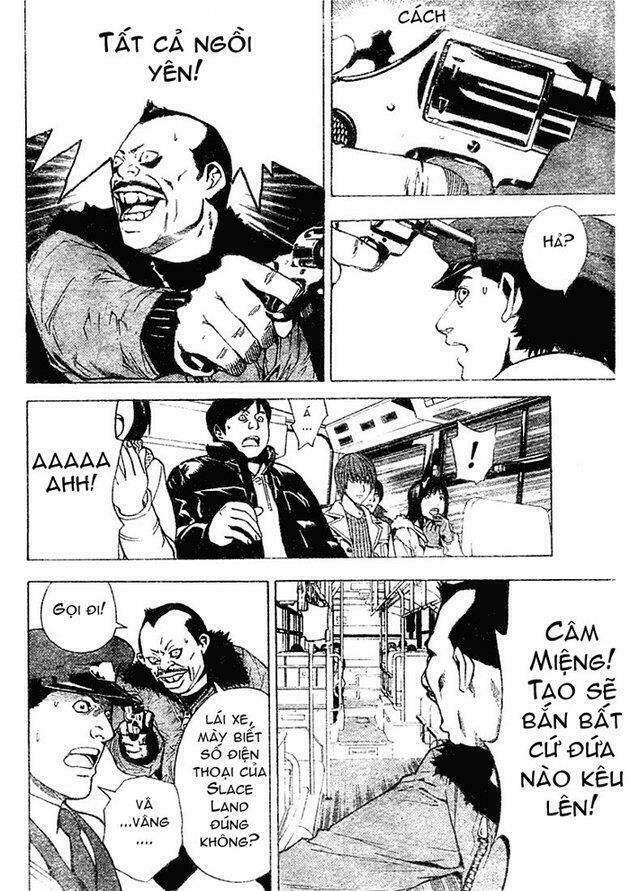 CÁCH
HẢ?
TẤT CẢ NGỒI
YÊN!
!
Á
...
AAAAA
AHH!
CÂM
MIỆNG!
TAO SẼ
BẮN BẤT
CỨ ĐỨA
NÀO KÊU
LÊN!
GỌI ĐI!
LÁI XE,
MÀY BIẾT
SỐ ĐIỆN
THOẠI CỦA
SLACE
LAND
ĐÚNG
KHÔNG?
VÂ
...VÂNG
....